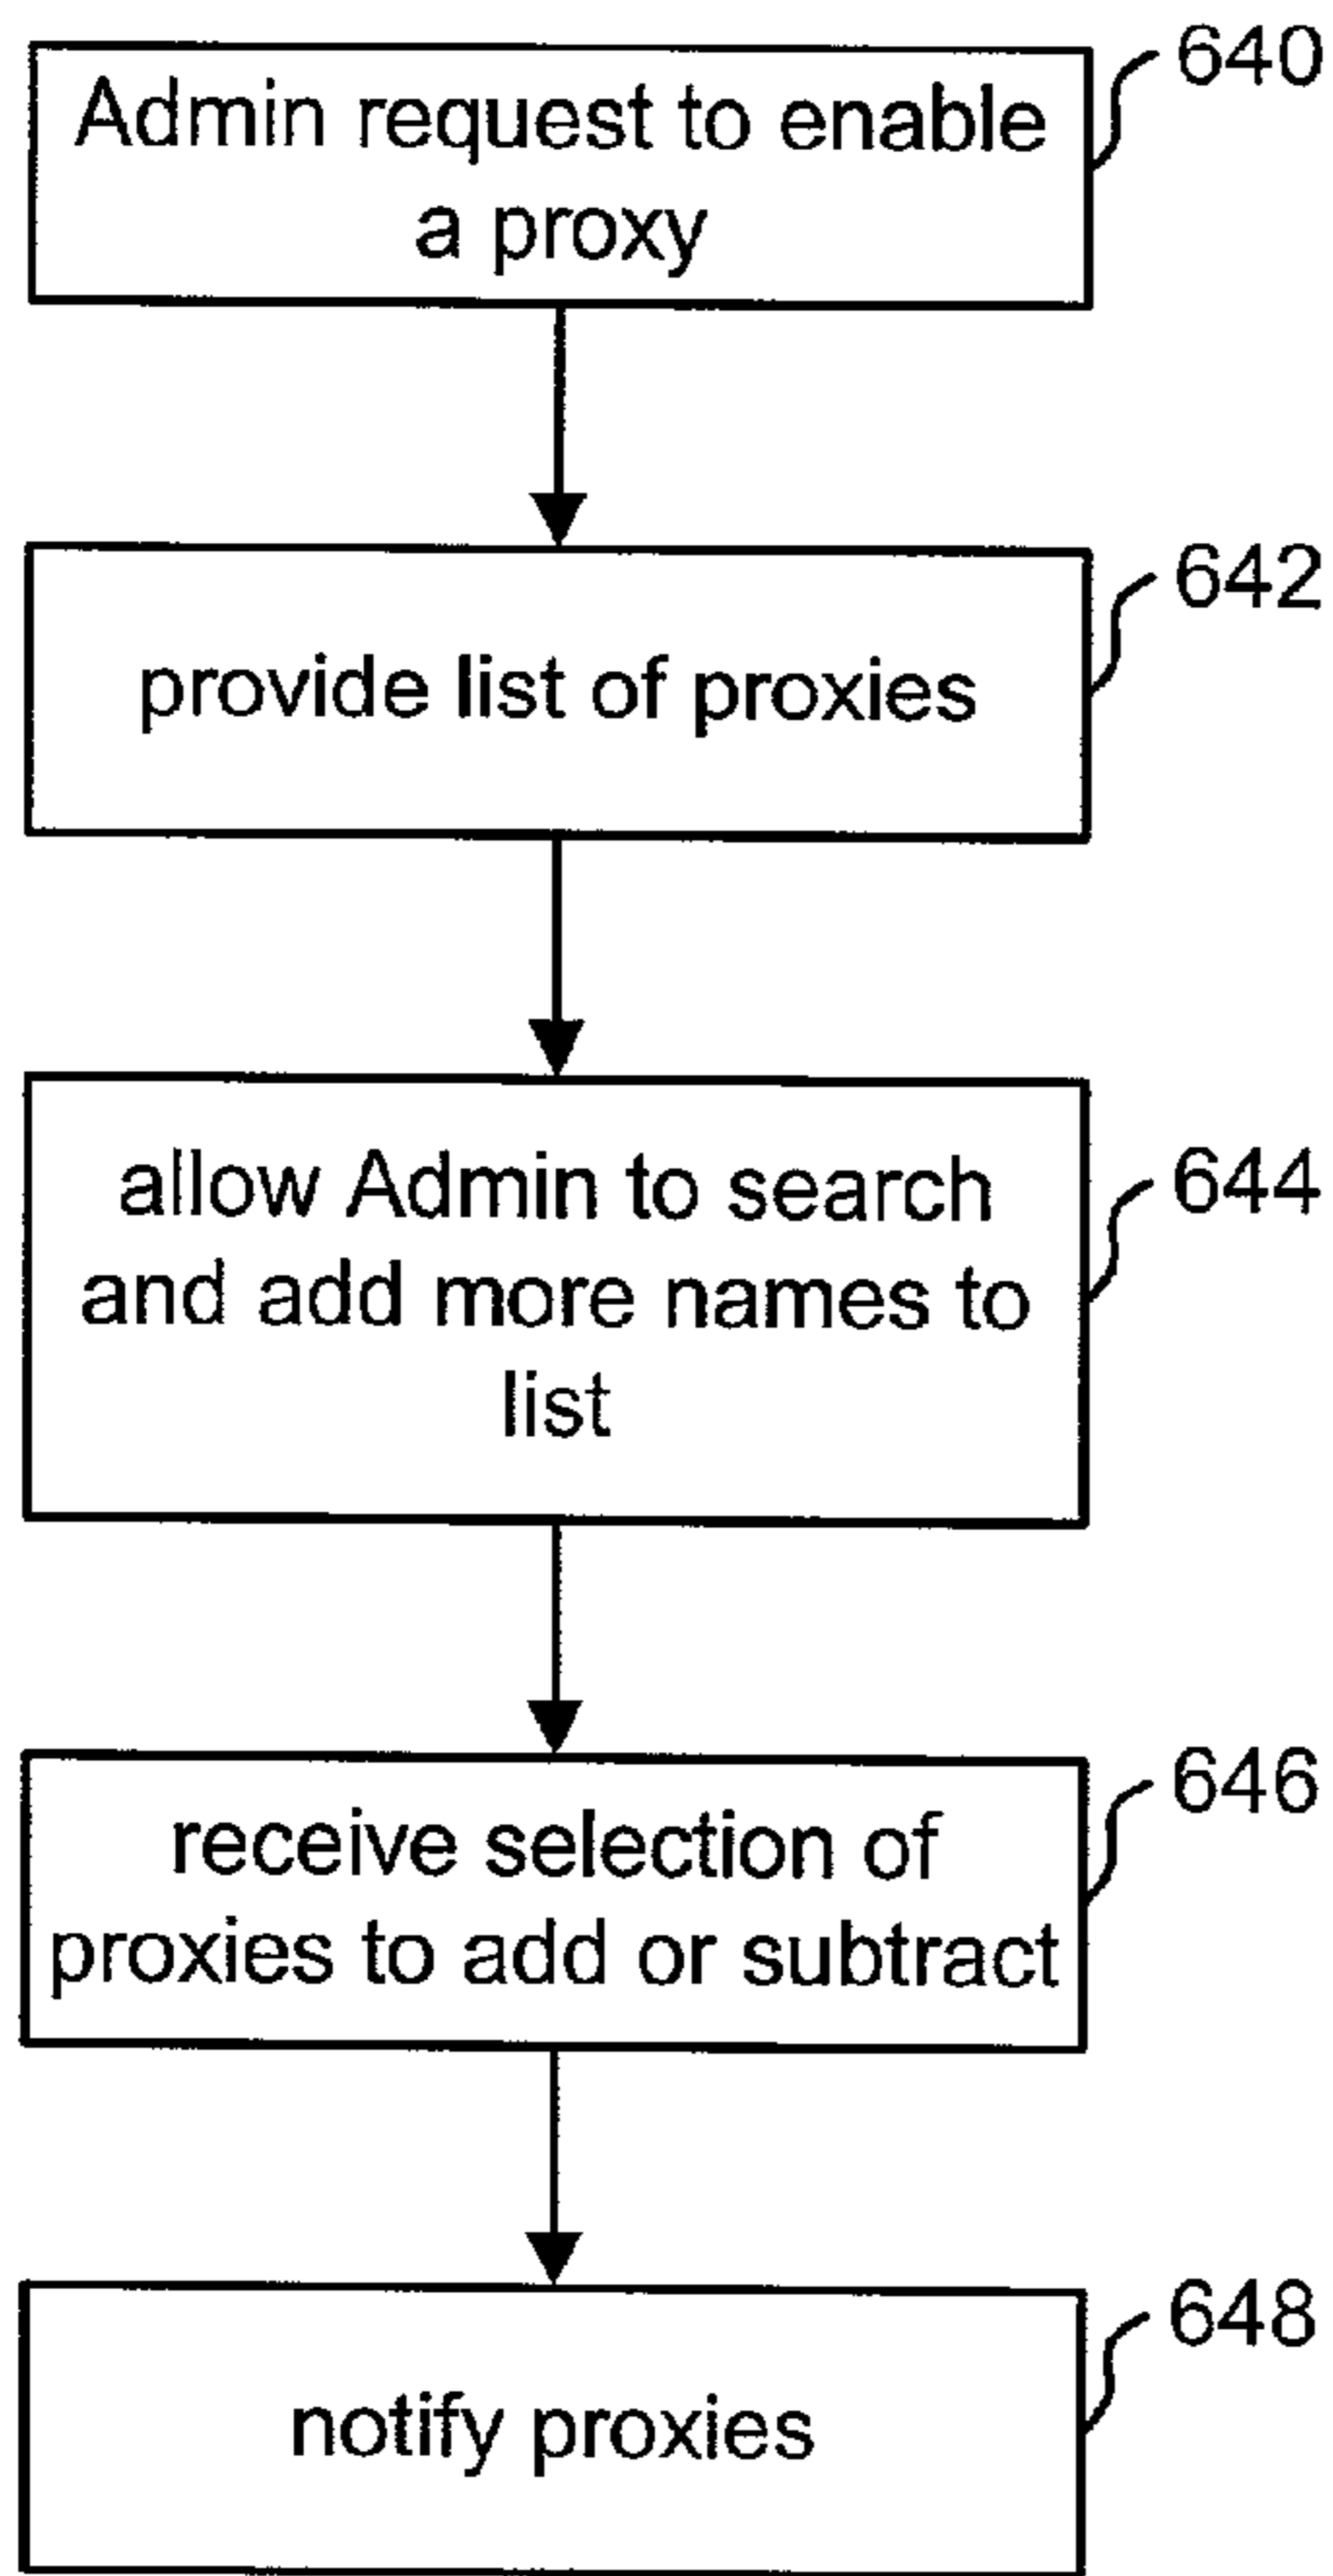 640
Admin request to enable
a proxy
642
provide list of proxies
644
allow Admin to search
and add more names to
list
646
receive selection of
proxies to add or subtract
648
notify proxies